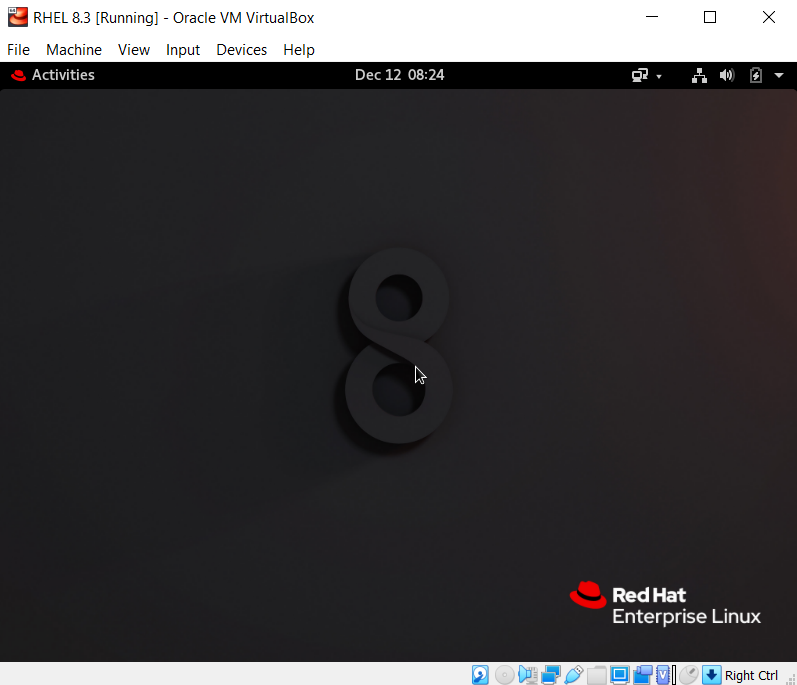 RHEL 8.3 [Running] - Oracle VM VirtualBox
File Machine View Input Devices Help
Activities Dec 12 08:24
8
Red Hat
Enterprise Linux
Right Ctrl